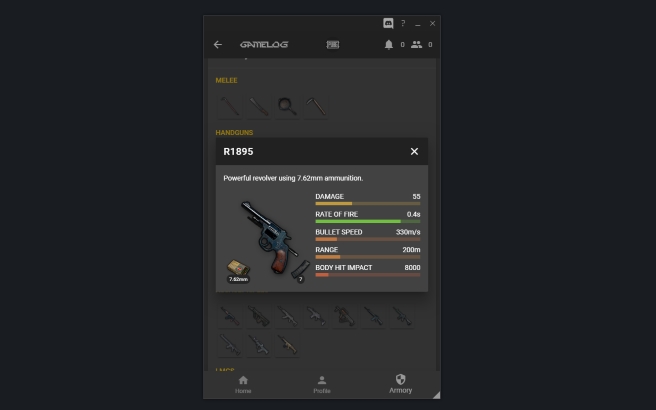 ?
GAMELOG
0
0
MELEE
HANDGUNS
R1895
Powerful revolver using 7.62mm ammunition.
DAMAGE 55
RATE OF FIRE 0.4s
BULLET SPEED 330m/s
RANGE 200m
BODY HIT IMPACT 8000
7.62mm
7
LMGS
Home
Profile
Armory